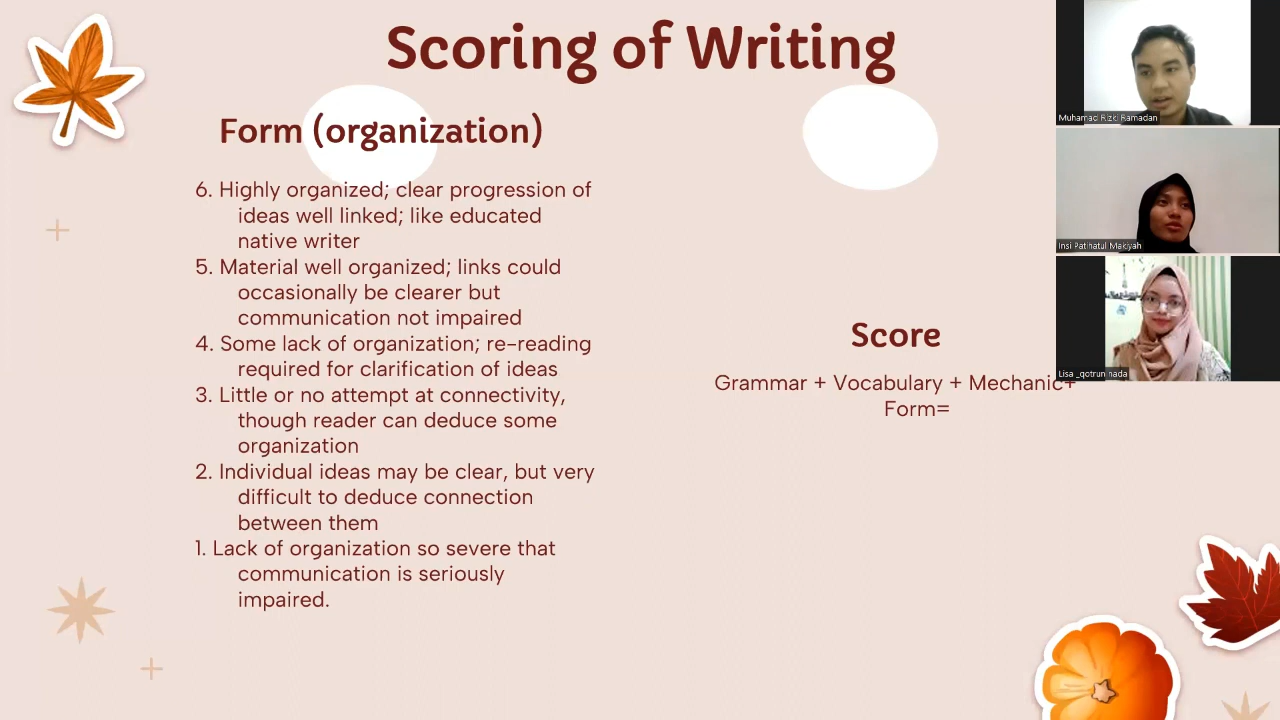 Scoring of Writing
Form (organization)
6. Highly organized; clear progression of
ideas well linked; like educated
native writer
5. Material well organized; links could
occasionally be clearer but
communication not impaired
4. Some lack of organization; re-reading
required for clarification of ideas
3. Little or no attempt at connectivity,
though reader can deduce some
organization
2. Individual ideas may be clear, but very
difficult to deduce connection
between them
1. Lack of organization so severe that
communication is seriously
impaired.
Score
Grammar + Vocabulary + Mechanic+
Form=
Muhamad Rizki Ramadan
Insi Patihatul Makiyah
Lisa _qotrun nada